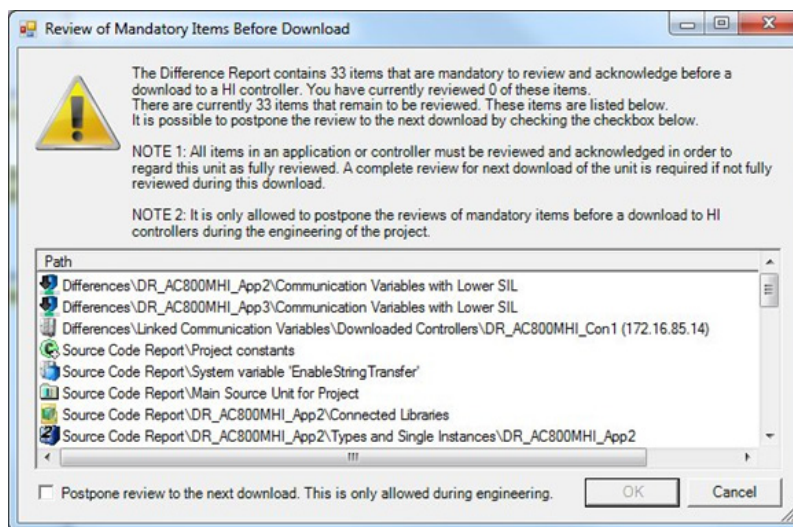 Review of Mandatory Items Before Download
The Difference Report contains 33 items that are mandatory to review and acknowledge before a
download to a HI controller. You have currently reviewed 0 of these items.
There are currently 33 items that remain to be reviewed. These items are listed below.
It is possible to postpone the review to the next download by checking the checkbox below.
NOTE 1: All items in an application or controller must be reviewed and acknowledged in order to
regard this unit as fully reviewed. A complete review for next download of the unit is required if not fully
reviewed during this download.
NOTE 2: It is only allowed to postpone the reviews of mandatory items before a download to HI
controllers during the engineering of the project.
Path
Differences\DR_AC800MHI_App2\Communication Variables with Lower SIL
Differences\DR_AC800MHI_App3\Communication Variables with Lower SIL
Differences\Linked Communication Variables\Downloaded Controllers\DR_AC800MHI_Con1 (172.16.85.14)
Source Code Report\Project constants
Source Code Report\System variable 'EnableStringTransfer'
Source Code Report\Main Source Unit for Project
Source Code Report\DR_AC800MHI_App2\Connected Libraries
Source Code Report\DR_AC800MHI_App2\Types and Single Instances\DR_AC800MHI_App2
Postpone review to the next download. This is only allowed during engineering.
OK
Cancel